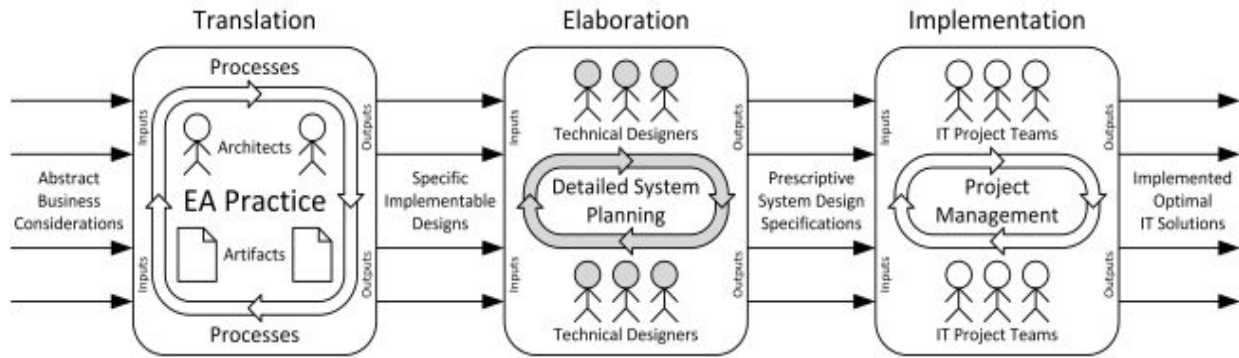 Translation
Elaboration
Implementation
Processes
Inputs
Outputs
Architects
EA Practice
Artifacts
Inputs
Outputs
Processes
Abstract
Business
Considerations
Specific
Implementable
Designs
Inputs
Outputs
Technical Designers
Detailed System
Planning
Inputs
Outputs
Technical Designers
Prescriptive
System Design
Specifications
Inputs
Outputs
IT Project Teams
Project
Management
Inputs
Outputs
IT Project Teams
Implemented
Optimal
IT Solutions